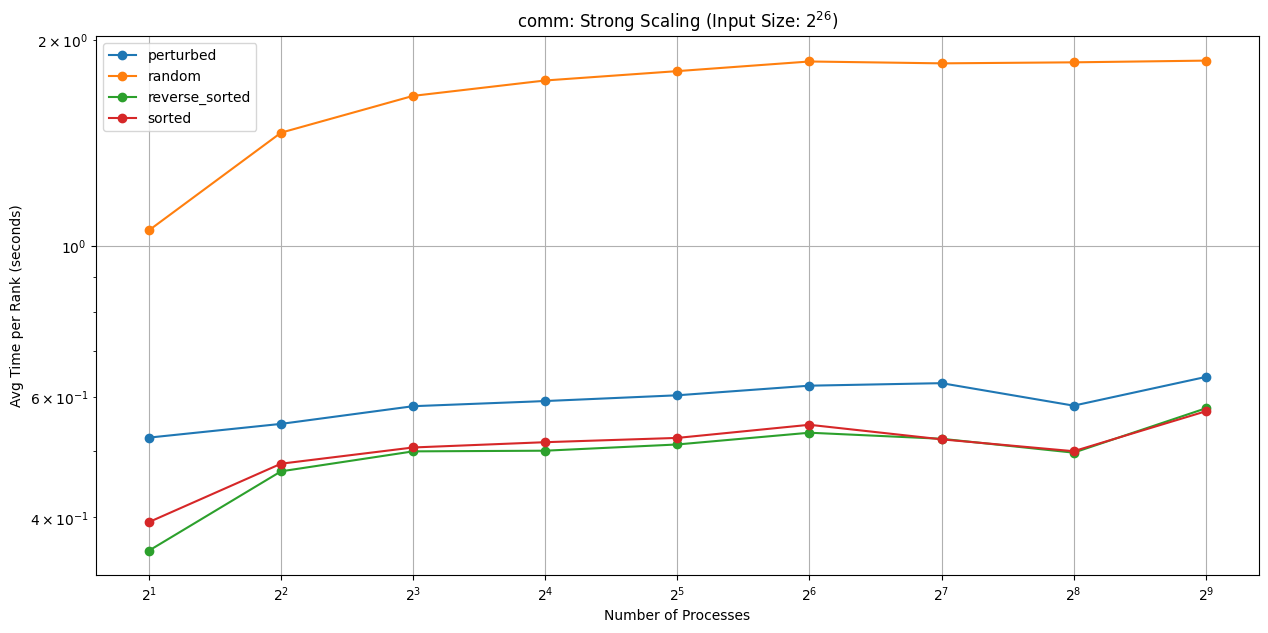 comm: Strong Scaling (Input Size: 2^26)
2 × 10^0
10^0
6 × 10^-1
4 × 10^-1
Avg Time per Rank (seconds)
perturbed
random
reverse_sorted
sorted
2^1 2^2 2^3 2^4 2^5 2^6 2^7 2^8 2^9
Number of Processes